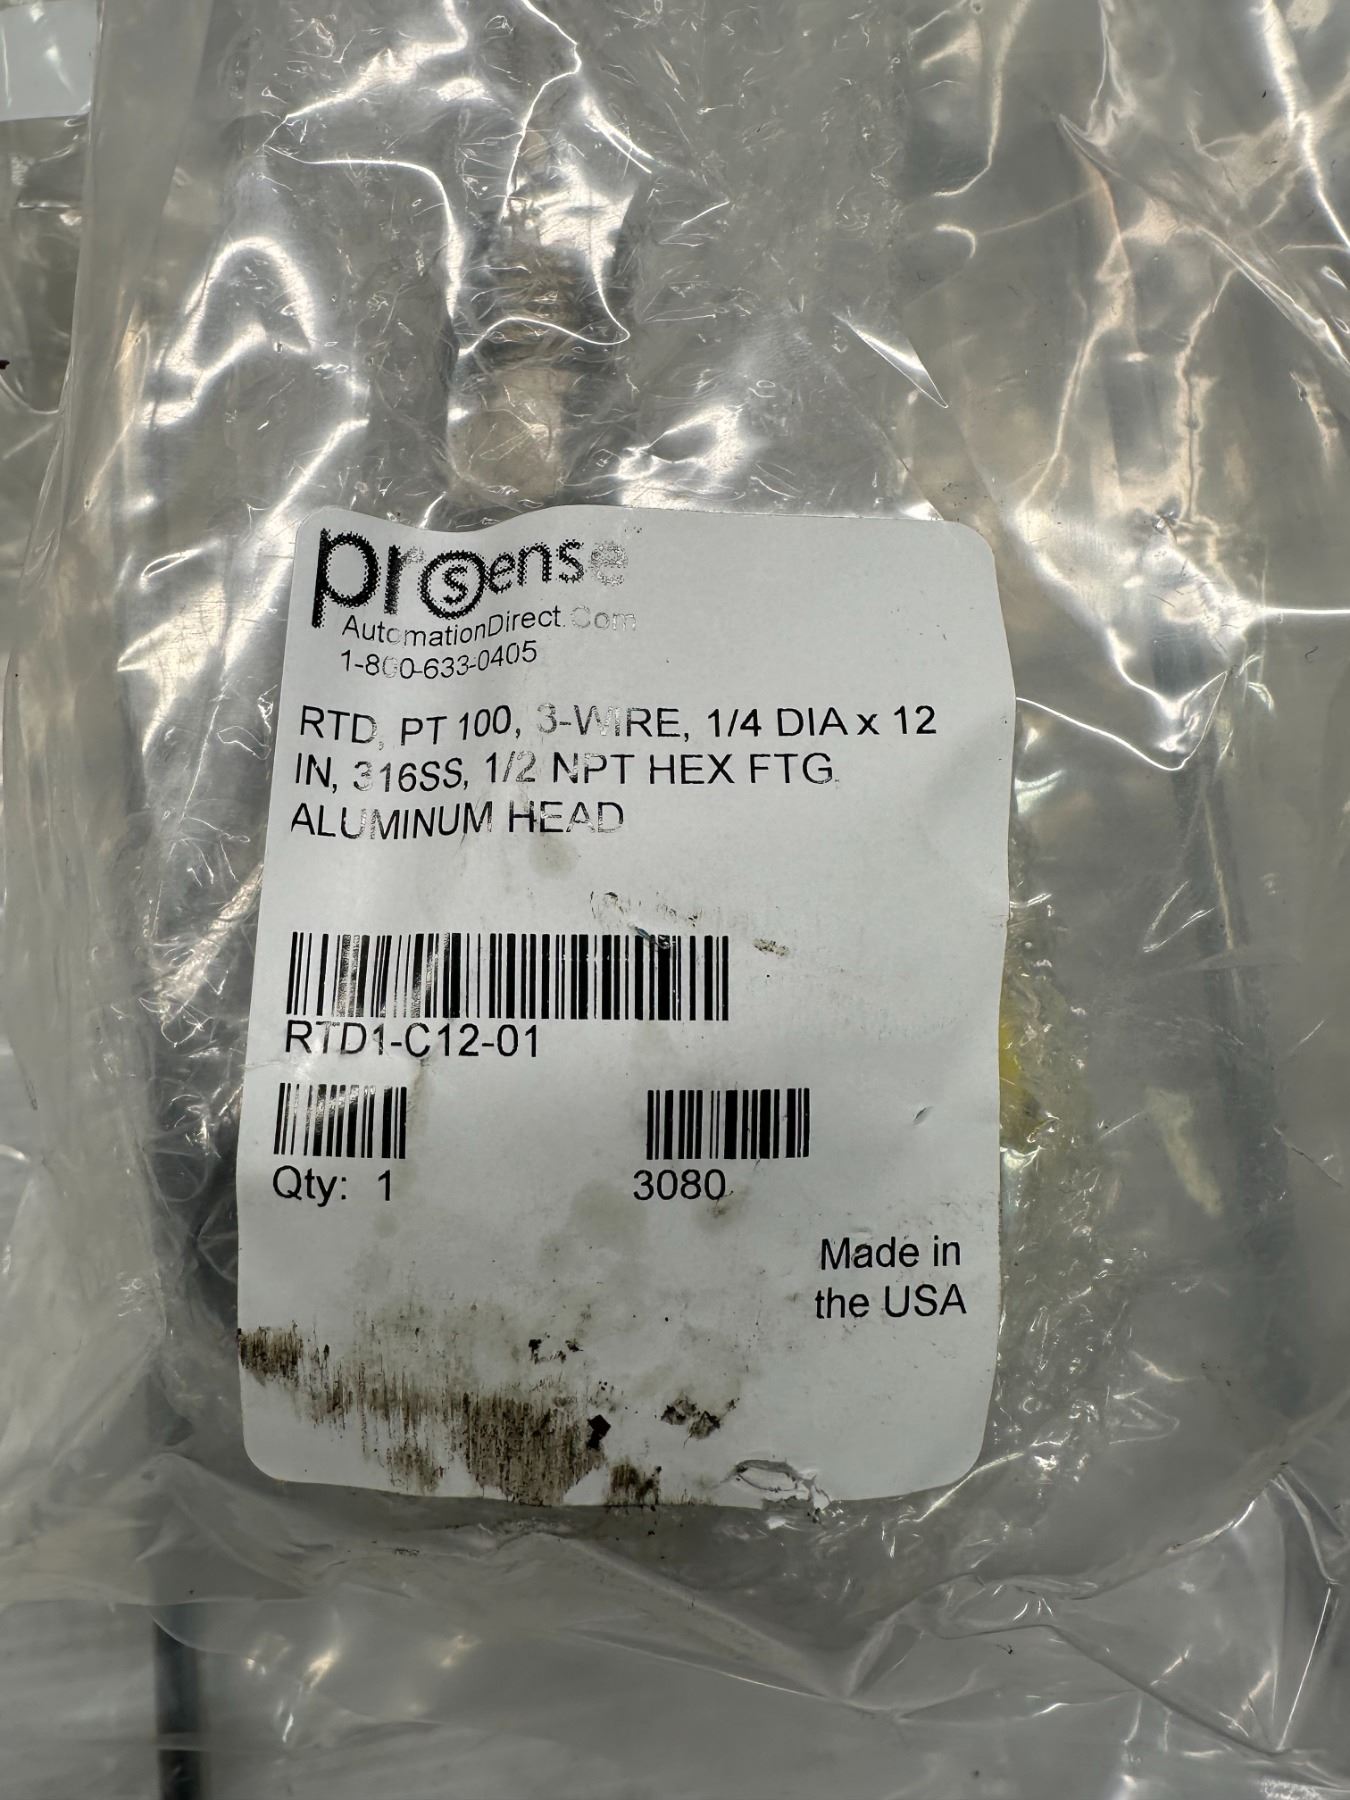 prosense
AutomationDirect.Com
1-800-633-0405
RTD, PT 100, 3-WIRE, 1/4 DIA x 12
IN, 316SS, 1/2 NPT HEX FTG.
ALUMINUM HEAD
RTD1-C12-01
Qty: 1 3080
Made in
the USA